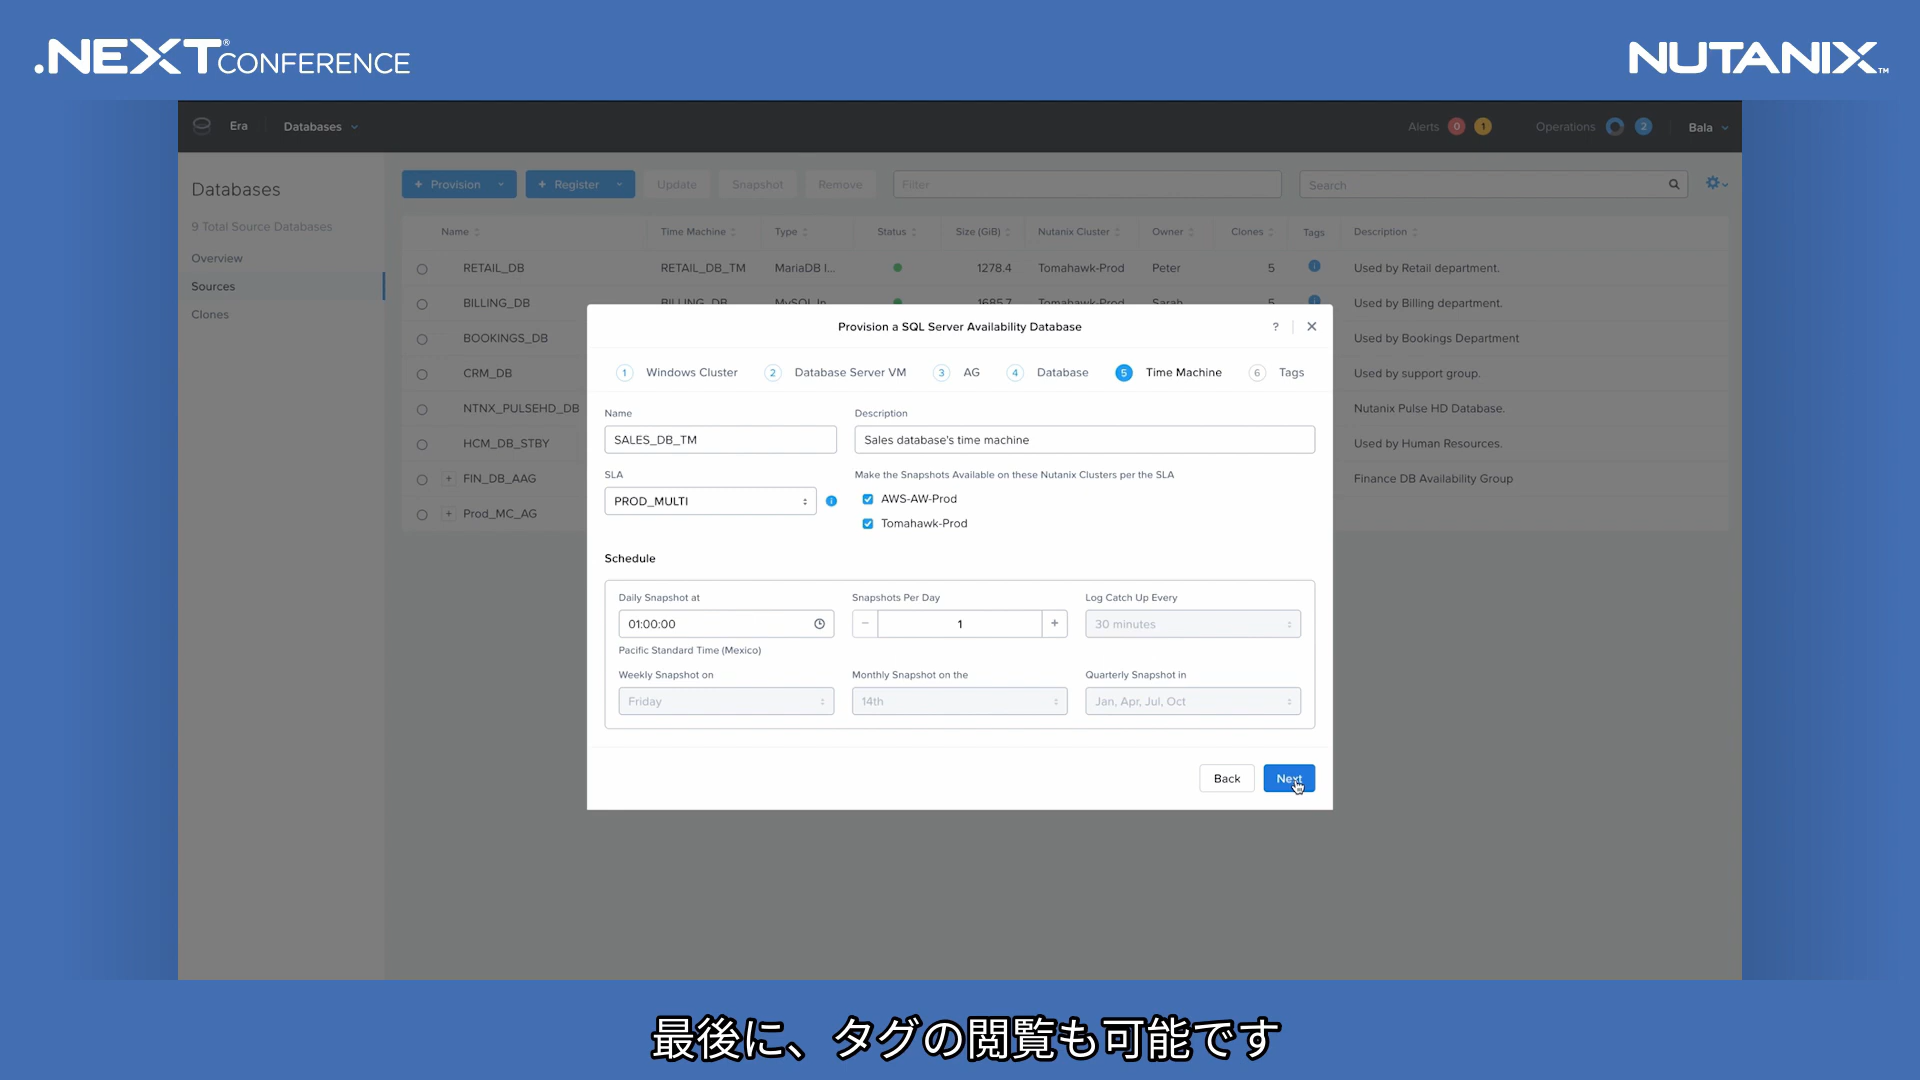 .NEXT® CONFERENCE
NUTANIX™
Era
Databases
Alerts 0 1
Operations 2
Bala
Databases
9 Total Source Databases
Overview
Sources
Clones
+ Provision
+ Register
Update
Snapshot
Remove
Filter
Search
Name
Time Machine
Type
Status
Size (GiB)
Nutanix Cluster
Owner
Clones
Tags
Description
RETAIL_DB RETAIL_DB_TM MariaDB I... 1278.4 Tomahawk-Prod Peter 5 Used by Retail department.
BILLING_DB BILLING_DB MySQL In 1685.7 Tomahawk-Prod Sarah 5 Used by Billing department.
BOOKINGS_DB Used by Bookings Department
CRM_DB Used by support group.
NTNX_PULSEHD_DB Nutanix Pulse HD Database.
HCM_DB_STBY Used by Human Resources.
+ FIN_DB_AAG Finance DB Availability Group
+ Prod_MC_AG
Provision a SQL Server Availability Database
?
1 Windows Cluster
2 Database Server VM
3 AG
4 Database
5 Time Machine
6 Tags
Name
SALES_DB_TM
Description
Sales database's time machine
SLA
PROD_MULTI
Make the Snapshots Available on these Nutanix Clusters per the SLA
AWS-AW-Prod
Tomahawk-Prod
Schedule
Daily Snapshot at
01:00:00
Pacific Standard Time (Mexico)
Snapshots Per Day
− 1 +
Log Catch Up Every
30 minutes
Weekly Snapshot on
Friday
Monthly Snapshot on the
14th
Quarterly Snapshot in
Jan, Apr, Jul, Oct
Back
Next
最後に、タグの閲覧も可能です